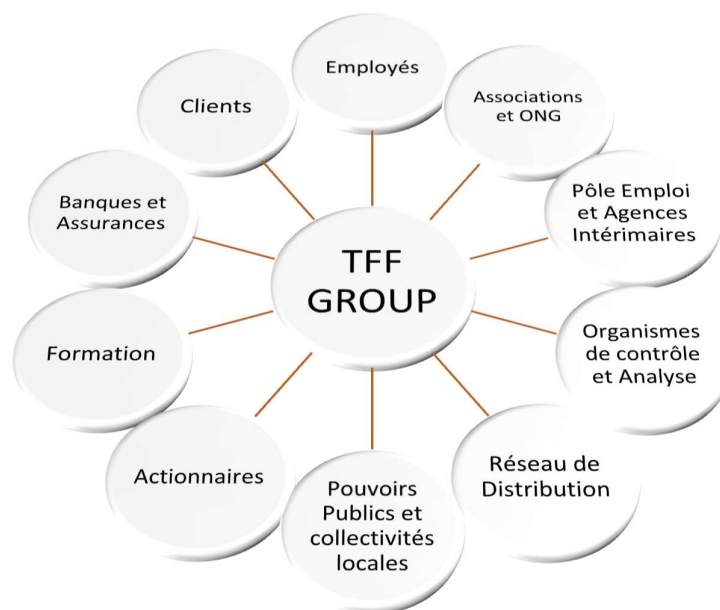 Employés
Associations
et ONG
Clients
Pôle Emploi
et Agences
Intérimaires
Banques et
Assurances
TFF
GROUP
Organismes
de contrôle
et Analyse
Formation
Réseau de
Distribution
Actionnaires
Pouvoirs
Publics et
collectivités
locales